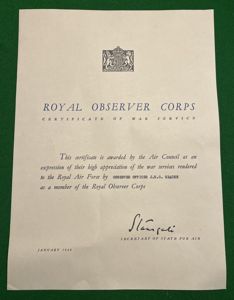 ROYAL OBSERVER CORPS
CERTIFICATE OF WAR SERVICE
This certificate is awarded by the Air Council as an
expression of their high appreciation of the war services rendered
to the Royal Air Force by OBSERVER OFFICER
as a member of the Royal Observer Corps
SECRETARY OF STATE FOR AIR
JANUARY